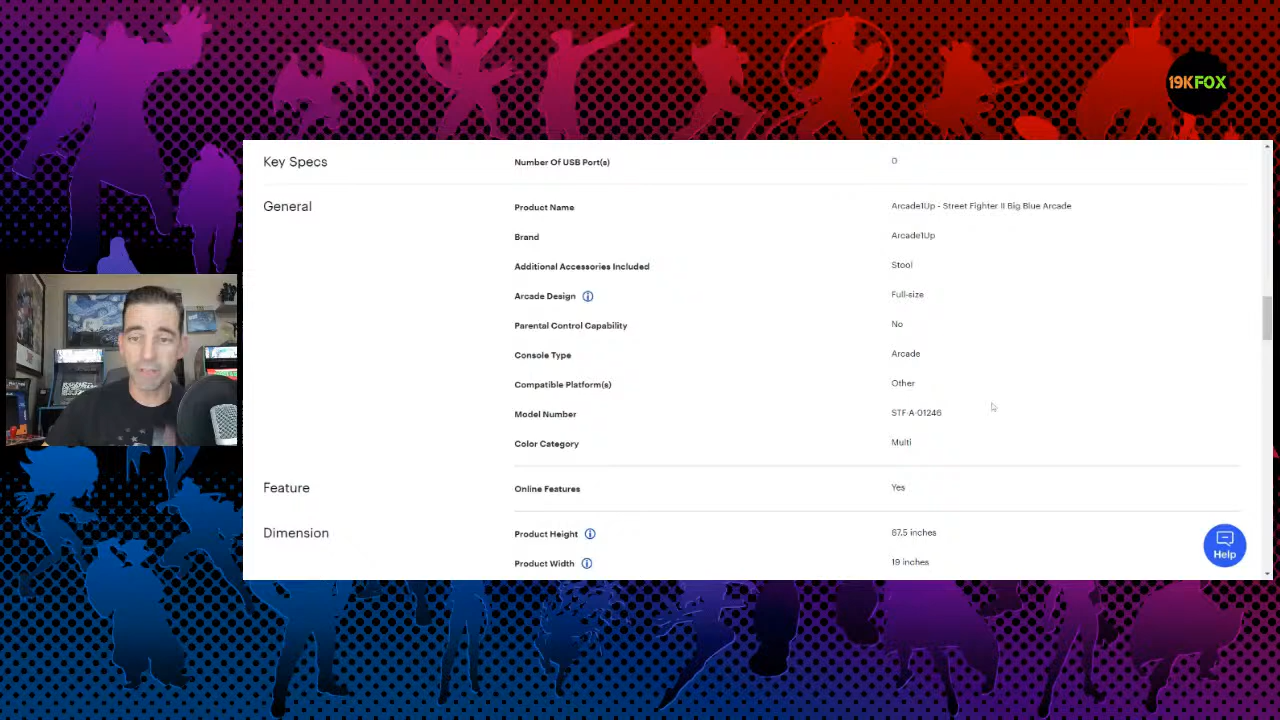 19KFOX
Key Specs
Number Of USB Port(s) 0
General
Product Name Arcade1Up - Street Fighter II Big Blue Arcade
Brand Arcade1Up
Additional Accessories Included Stool
Arcade Design Full-size
Parental Control Capability No
Console Type Arcade
Compatible Platform(s) Other
Model Number STF-A-01246
Color Category Multi
Feature
Online Features Yes
Dimension
Product Height 67.5 inches
Product Width 19 inches
Help